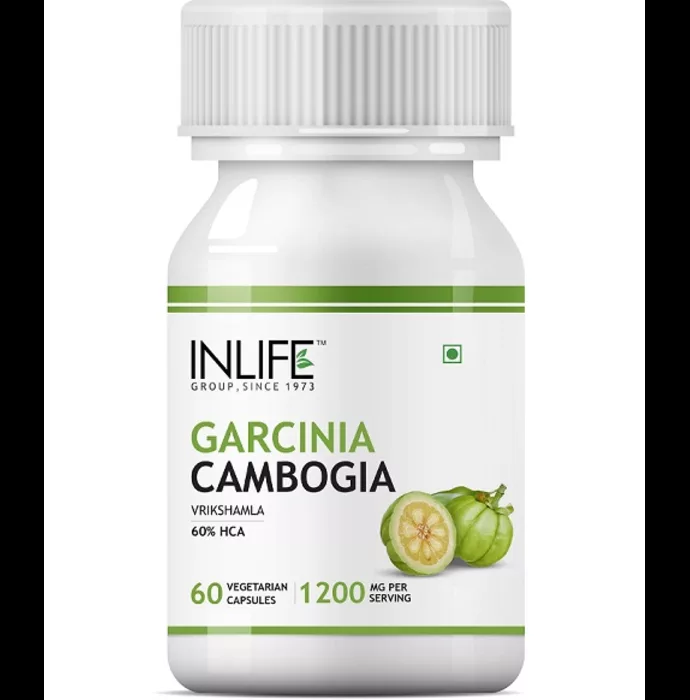 INLIFE™
GROUP, SINCE 1973
GARCINIA
CAMBOGIA
VRIKSHAMLA
60% HCA
60 VEGETARIAN CAPSULES | 1200 MG PER SERVING